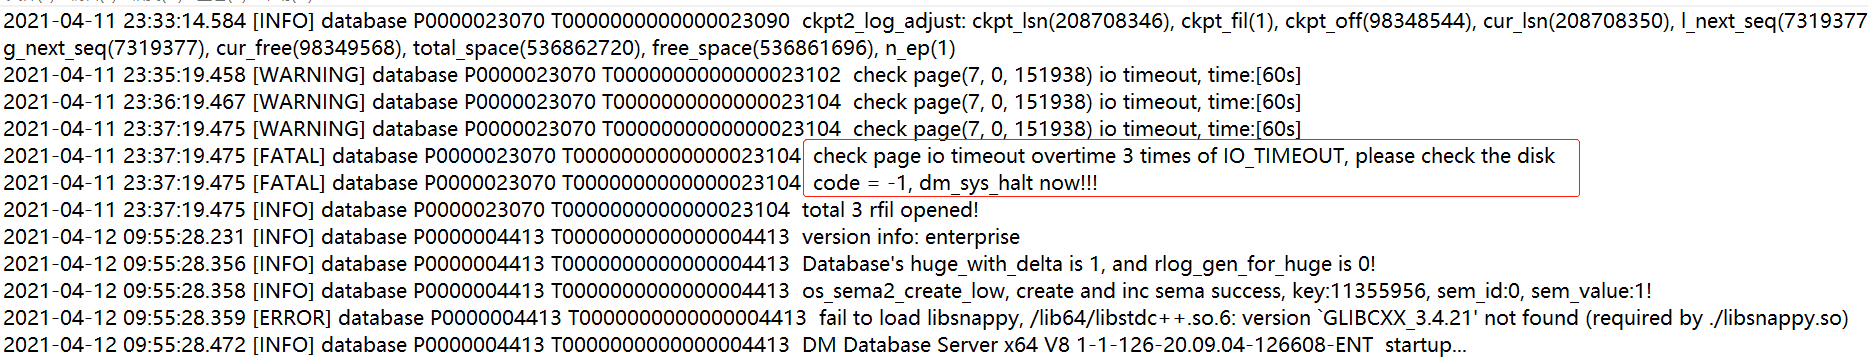 2021-04-11 23:33:14.584 [INFO] database P0000023070 T0000000000000023090  ckpt2_log_adjust: ckpt_lsn(208708346), ckpt_fil(1), ckpt_off(98348544), cur_lsn(208708350), l_next_seq(7319377
g_next_seq(7319377), cur_free(98349568), total_space(536862720), free_space(536861696), n_ep(1)
2021-04-11 23:35:19.458 [WARNING] database P0000023070 T0000000000000023102  check page(7, 0, 151938) io timeout, time:[60s]
2021-04-11 23:36:19.467 [WARNING] database P0000023070 T0000000000000023104  check page(7, 0, 151938) io timeout, time:[60s]
2021-04-11 23:37:19.475 [WARNING] database P0000023070 T0000000000000023104  check page(7, 0, 151938) io timeout, time:[60s]
2021-04-11 23:37:19.475 [FATAL] database P0000023070 T0000000000000023104  check page io timeout overtime 3 times of IO_TIMEOUT, please check the disk
2021-04-11 23:37:19.475 [FATAL] database P0000023070 T0000000000000023104  code = -1, dm_sys_halt now!!!
2021-04-11 23:37:19.475 [INFO] database P0000023070 T0000000000000023104  total 3 rfil opened!
2021-04-12 09:55:28.231 [INFO] database P0000004413 T0000000000000004413  version info: enterprise
2021-04-12 09:55:28.356 [INFO] database P0000004413 T0000000000000004413  Database's huge_with_delta is 1, and rlog_gen_for_huge is 0!
2021-04-12 09:55:28.358 [INFO] database P0000004413 T0000000000000004413  os_sema2_create_low, create and inc sema success, key:11355956, sem_id:0, sem_value:1!
2021-04-12 09:55:28.359 [ERROR] database P0000004413 T0000000000000004413  fail to load libsnappy, /lib64/libstdc++.so.6: version `GLIBCXX_3.4.21' not found (required by ./libsnappy.so)
2021-04-12 09:55:28.472 [INFO] database P0000004413 T0000000000000004413  DM Database Server x64 V8 1-1-126-20.09.04-126608-ENT  startup...